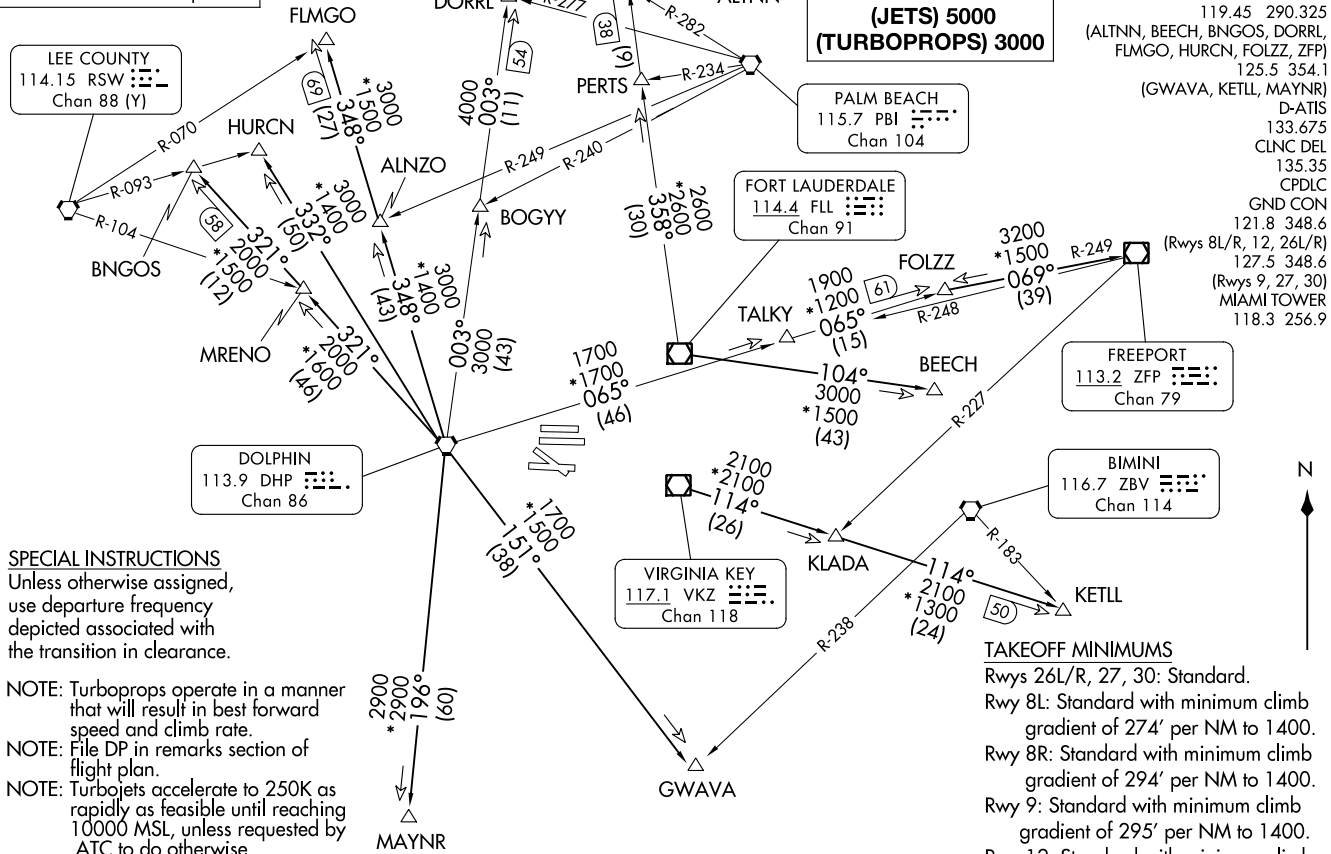 FLMGO
DORRL
R-277
54
38
(9)
R-282
(JETS) 5000
(TURBOPROPS) 3000
119.45 290.325
(ALTNN, BEECH, BNGOS, DORRL,
FLMGO, HURCN, FOLZZ, ZFP)
125.5 354.1
(GWAVA, KETLL, MAYNR)
D-ATIS
133.675
CLNC DEL
135.35
CPDLC
GND CON
121.8 348.6
(Rwys 8L/R, 12, 26L/R)
127.5 348.6
(Rwys 9, 27, 30)
MIAMI TOWER
118.3 256.9
LEE COUNTY
114.15 RSW
Chan 88 (Y)
R-070
R-093
R-104
HURCN
BNGOS
MRENO
69
3000
*1500
348°
(27)
58
321°
2000
*1500
(12)
3000
*1400
332°
(50)
321°
2000
*1600
(46)
ALNZO
3000
*1400
348°
(43)
4000
003°
(11)
BOGYY
003°
3000
(43)
R-249
R-240
R-234
PERTS
2600
*2600
358°
(30)
PALM BEACH
115.7 PBI
Chan 104
FORT LAUDERDALE
114.4 FLL
Chan 91
1700
*1700
065°
(46)
TALKY
1900
*1200
065°
(15)
61
FOLZZ
3200
*1500
069°
(39)
R-249
R-248
R-227
104°
3000
*1500
(43)
BEECH
FREEPORT
113.2 ZFP
Chan 79
DOLPHIN
113.9 DHP
Chan 86
2100
*2100
114°
(26)
KLADA
VIRGINIA KEY
117.1 VKZ
Chan 118
BIMINI
116.7 ZBV
Chan 114
R-183
R-238
114°
2100
*1300
(24)
50
KETLL
N
1700
*1500
151°
(38)
GWAVA
2900
*2900
196°
(60)
MAYNR
SPECIAL INSTRUCTIONS
Unless otherwise assigned,
use departure frequency
depicted associated with
the transition in clearance.
NOTE: Turboprops operate in a manner
that will result in best forward
speed and climb rate.
NOTE: File DP in remarks section of
flight plan.
NOTE: Turbojets accelerate to 250K as
rapidly as feasible until reaching
10000 MSL, unless requested by
ATC to do otherwise
TAKEOFF MINIMUMS
Rwys 26L/R, 27, 30: Standard.
Rwy 8L: Standard with minimum climb
gradient of 274' per NM to 1400.
Rwy 8R: Standard with minimum climb
gradient of 294' per NM to 1400.
Rwy 9: Standard with minimum climb
gradient of 295' per NM to 1400.